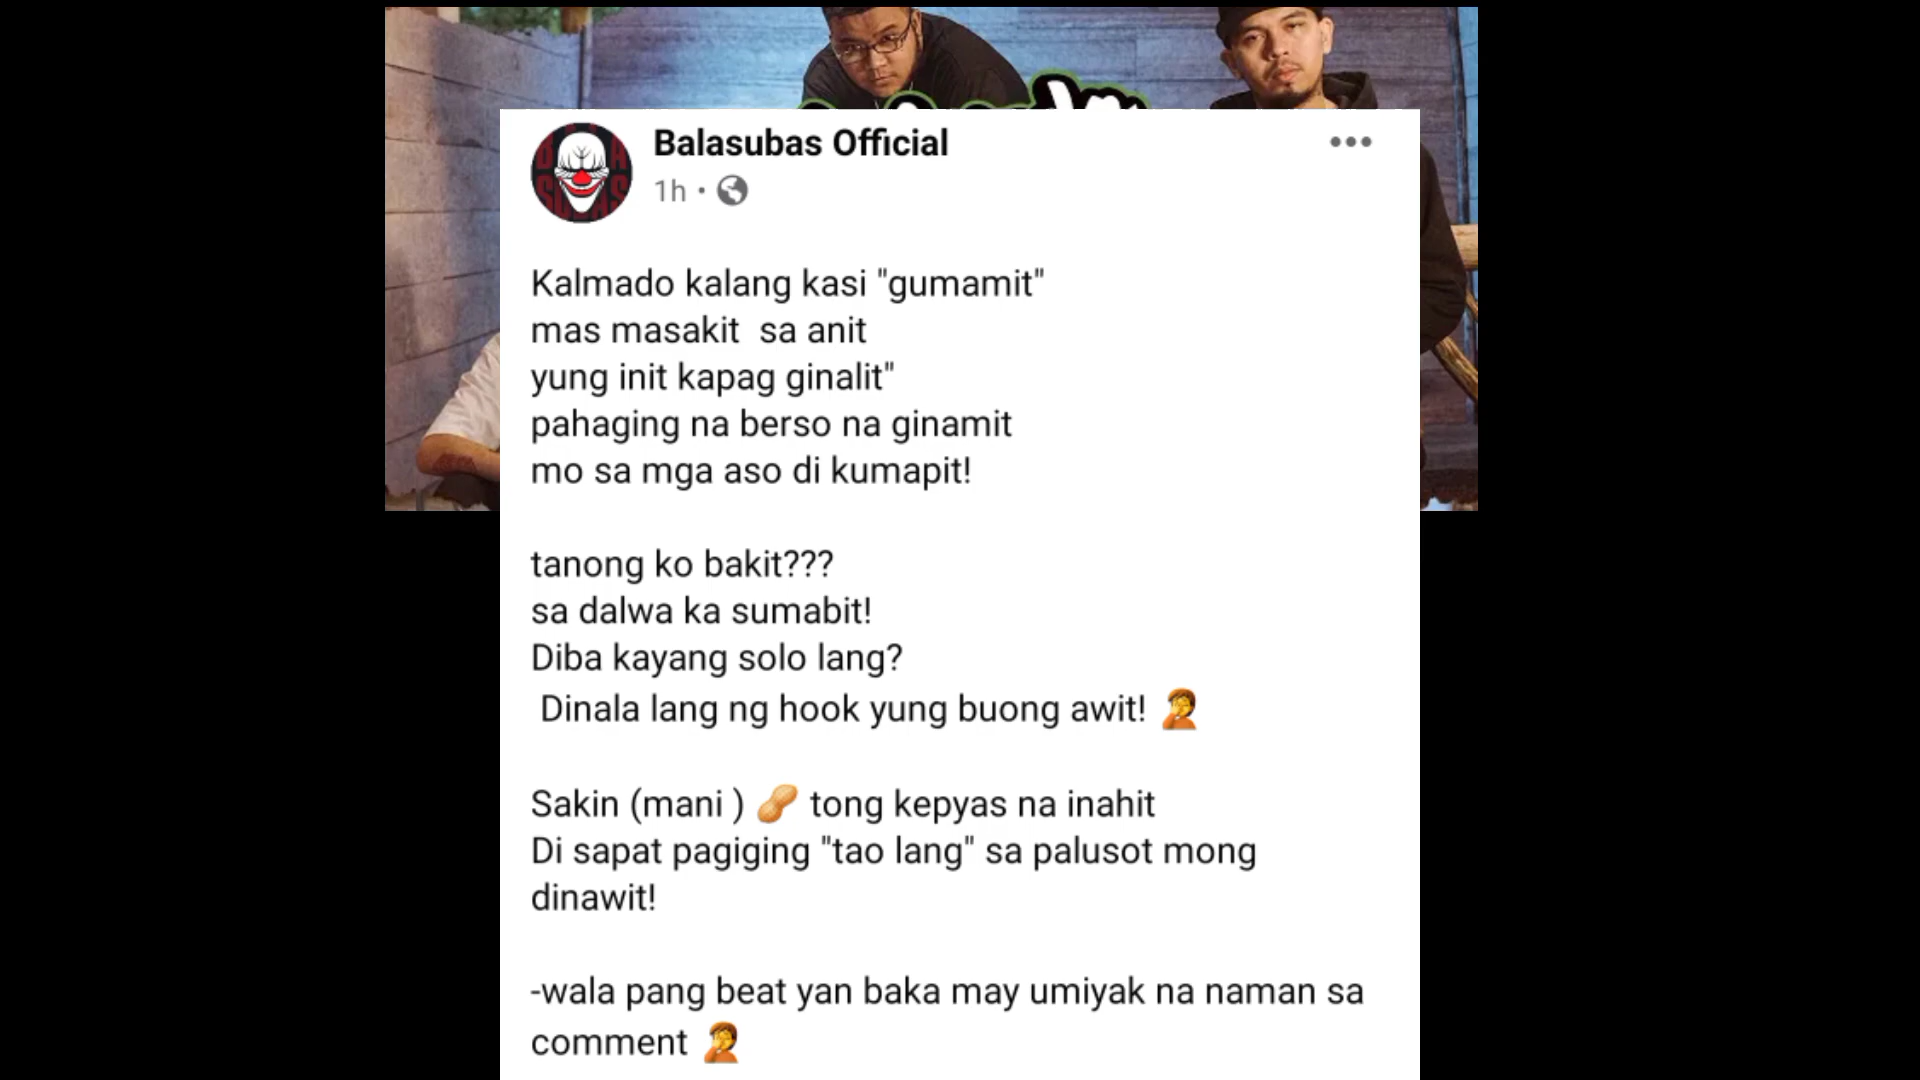 Balasubas Official
1h •
Kalmado kalang kasi "gumamit"
mas masakit  sa anit
yung init kapag ginalit"
pahaging na berso na ginamit
mo sa mga aso di kumapit!
tanong ko bakit???
sa dalwa ka sumabit!
Diba kayang solo lang?
Dinala lang ng hook yung buong awit! 🤦
Sakin (mani ) 🥜 tong kepyas na inahit
Di sapat pagiging "tao lang" sa palusot mong
dinawit!
-wala pang beat yan baka may umiyak na naman sa
comment 🤦